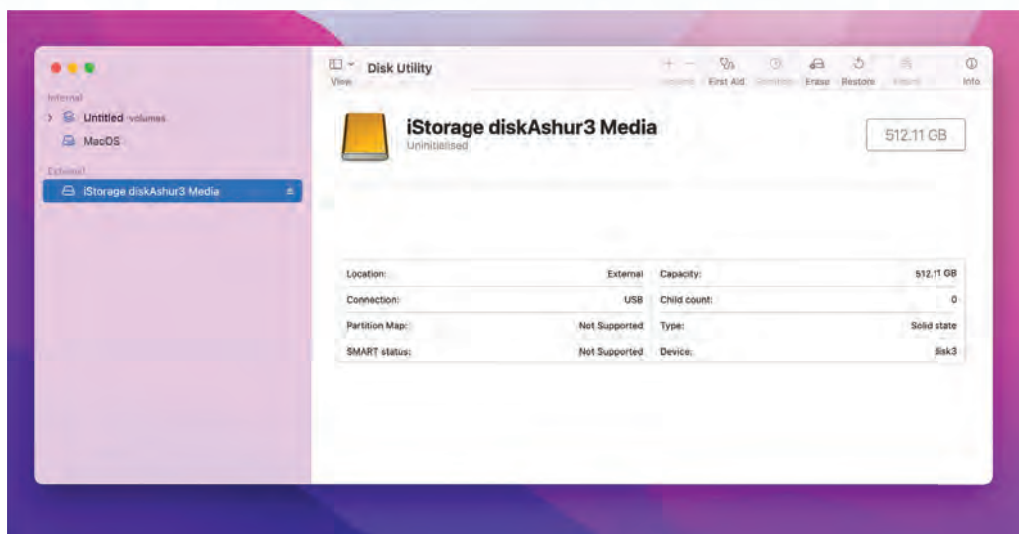 Disk Utility
View
First Aid
Erase
Restore
Info
Internal
Untitled volumes
MacOS
External
iStorage diskAshur3 Media
iStorage diskAshur3 Media
Uninitialised
512.11 GB
Location: External
Capacity: 512.11 GB
Connection: USB
Child count: 0
Partition Map: Not Supported
Type: Solid state
SMART status: Not Supported
Device: disk3